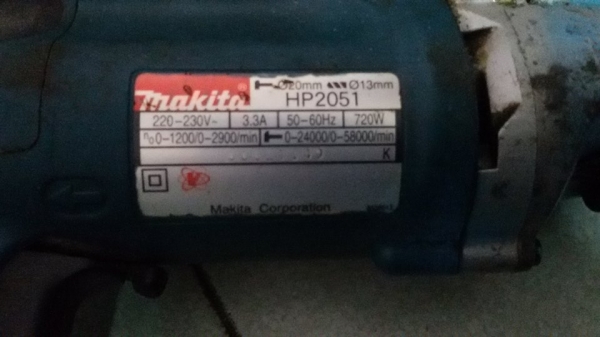 makita Ø20mm Ø13mm
HP2051
220-230V~ 3.3A 50-60Hz 720W
0-1200/0-2900/min 0-24000/0-58000/min
K
Makita Corporation